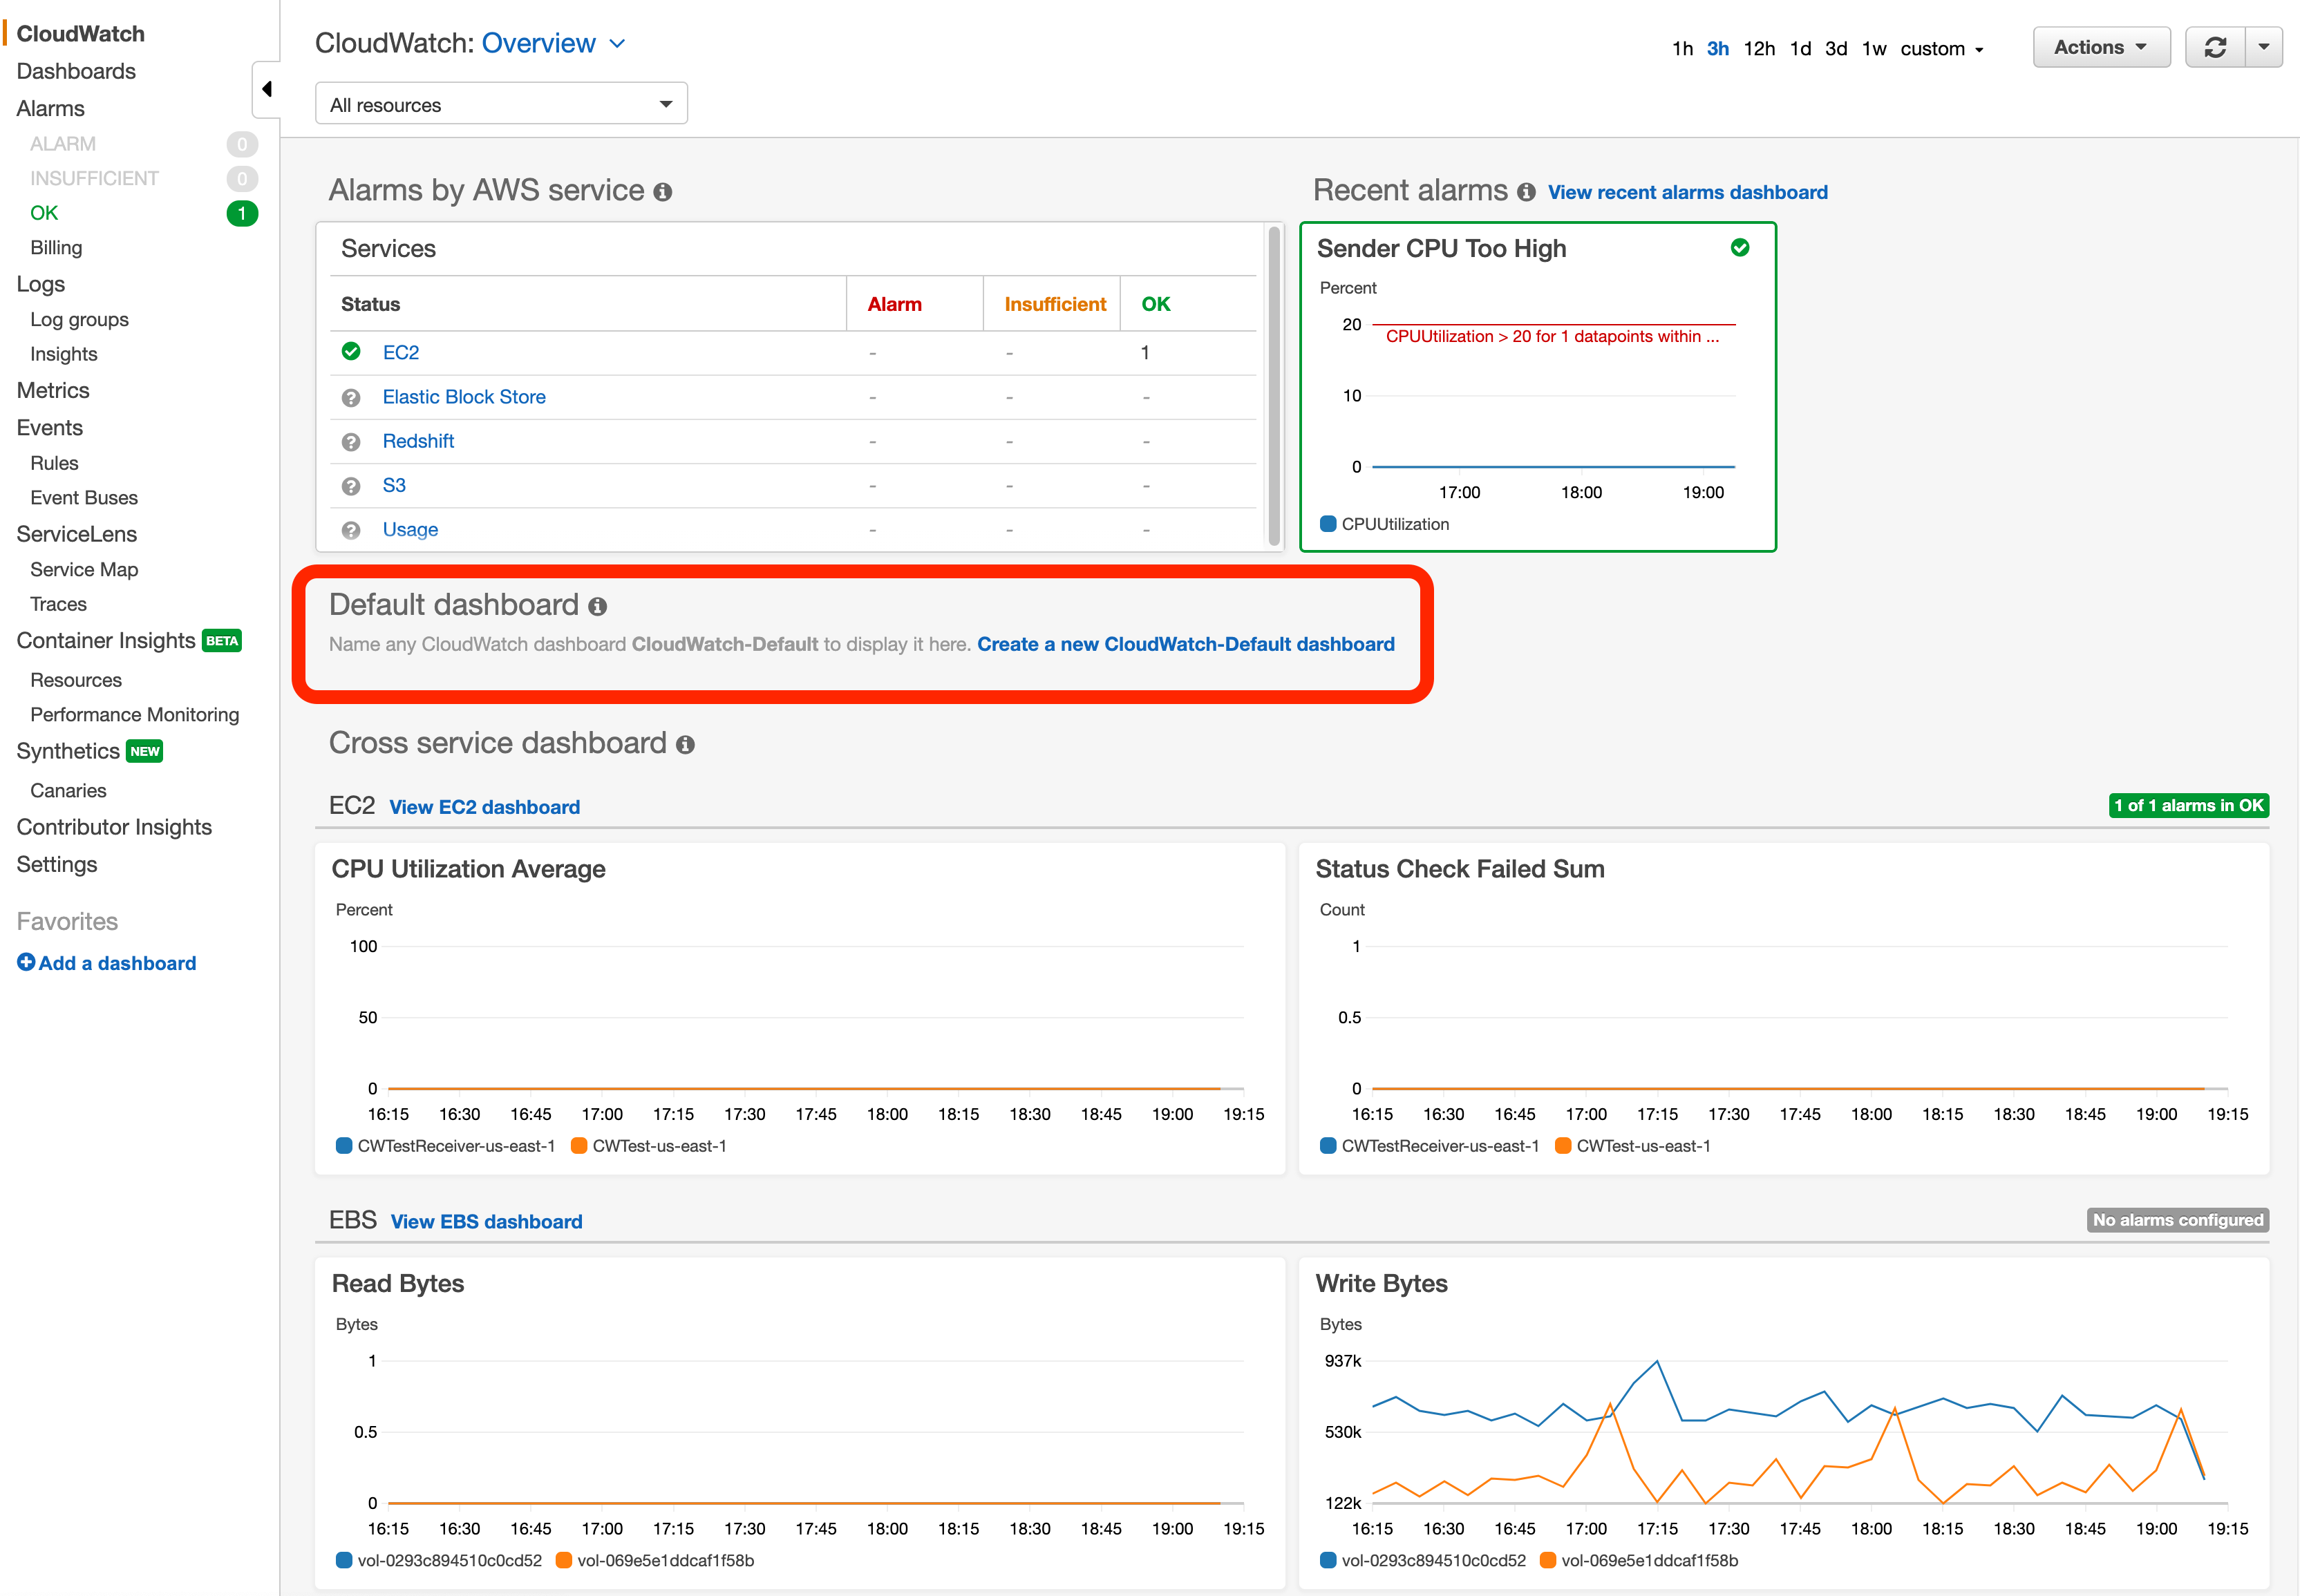 CloudWatch
Dashboards
Alarms
ALARM 0
INSUFFICIENT 0
OK 1
Billing
Logs
Log groups
Insights
Metrics
Events
Rules
Event Buses
ServiceLens
Service Map
Traces
Container Insights BETA
Resources
Performance Monitoring
Synthetics NEW
Canaries
Contributor Insights
Settings
Favorites
Add a dashboard
CloudWatch: Overview
1h 3h 12h 1d 3d 1w custom
Actions
All resources
Alarms by AWS service
Services
Status Alarm Insufficient OK
EC2 - - 1
Elastic Block Store - - -
Redshift - - -
S3 - - -
Usage - - -
Recent alarms View recent alarms dashboard
Sender CPU Too High
Percent
20
CPUUtilization > 20 for 1 datapoints within ...
10
0
17:00 18:00 19:00
CPUUtilization
Default dashboard
Name any CloudWatch dashboard CloudWatch-Default to display it here. Create a new CloudWatch-Default dashboard
Cross service dashboard
EC2 View EC2 dashboard
1 of 1 alarms in OK
CPU Utilization Average
Percent
100
50
0
16:15 16:30 16:45 17:00 17:15 17:30 17:45 18:00 18:15 18:30 18:45 19:00 19:15
CWTestReceiver-us-east-1 CWTest-us-east-1
Status Check Failed Sum
Count
1
0.5
0
16:15 16:30 16:45 17:00 17:15 17:30 17:45 18:00 18:15 18:30 18:45 19:00 19:15
CWTestReceiver-us-east-1 CWTest-us-east-1
EBS View EBS dashboard
No alarms configured
Read Bytes
Bytes
1
0.5
0
16:15 16:30 16:45 17:00 17:15 17:30 17:45 18:00 18:15 18:30 18:45 19:00 19:15
vol-0293c894510c0cd52 vol-069e5e1ddcaf1f58b
Write Bytes
Bytes
937k
530k
122k
16:15 16:30 16:45 17:00 17:15 17:30 17:45 18:00 18:15 18:30 18:45 19:00 19:15
vol-0293c894510c0cd52 vol-069e5e1ddcaf1f58b